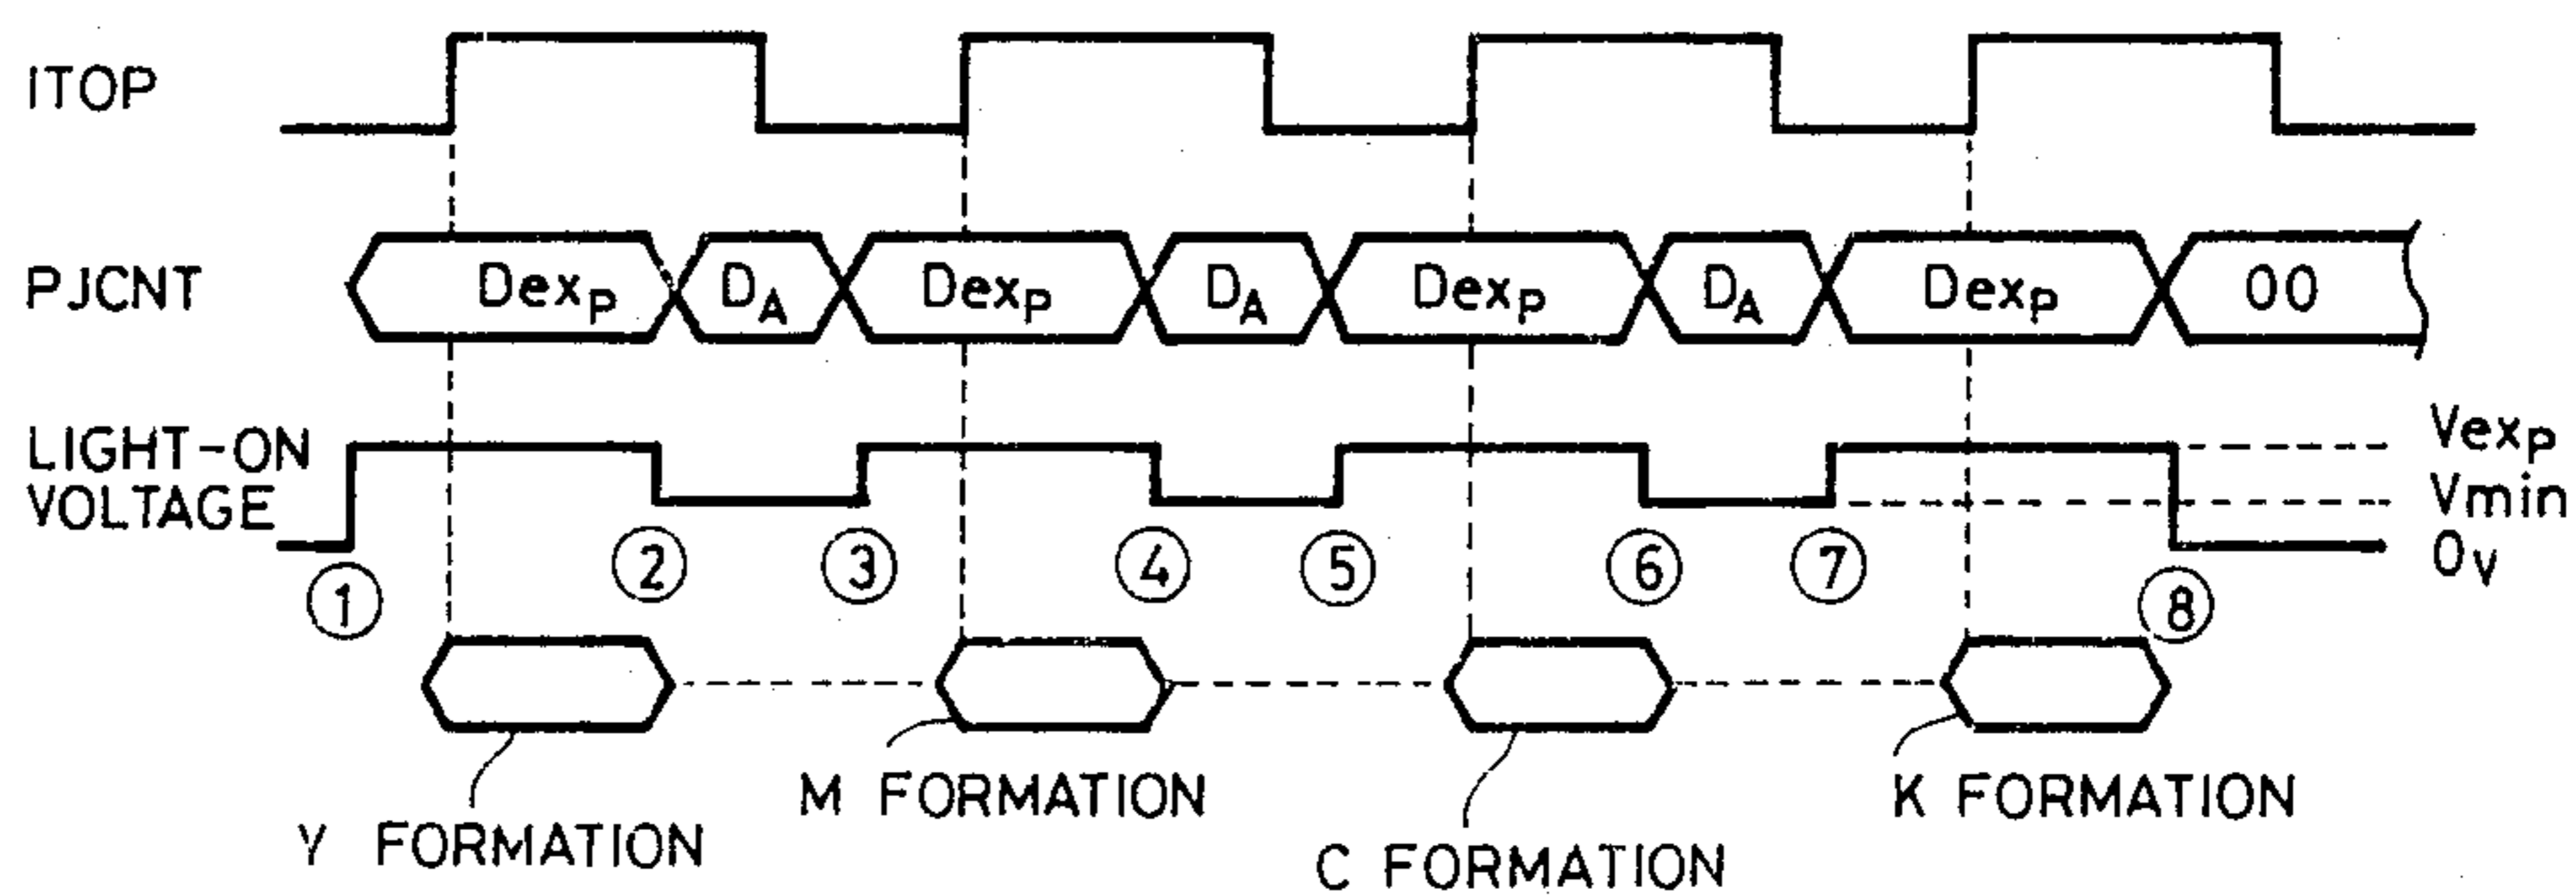 ITOP
PJCNT
Dexp DA Dexp DA Dexp DA Dexp 00
LIGHT-ON
VOLTAGE
Vexp
Vmin
0v
① ② ③ ④ ⑤ ⑥ ⑦ ⑧
Y FORMATION
M FORMATION
C FORMATION
K FORMATION